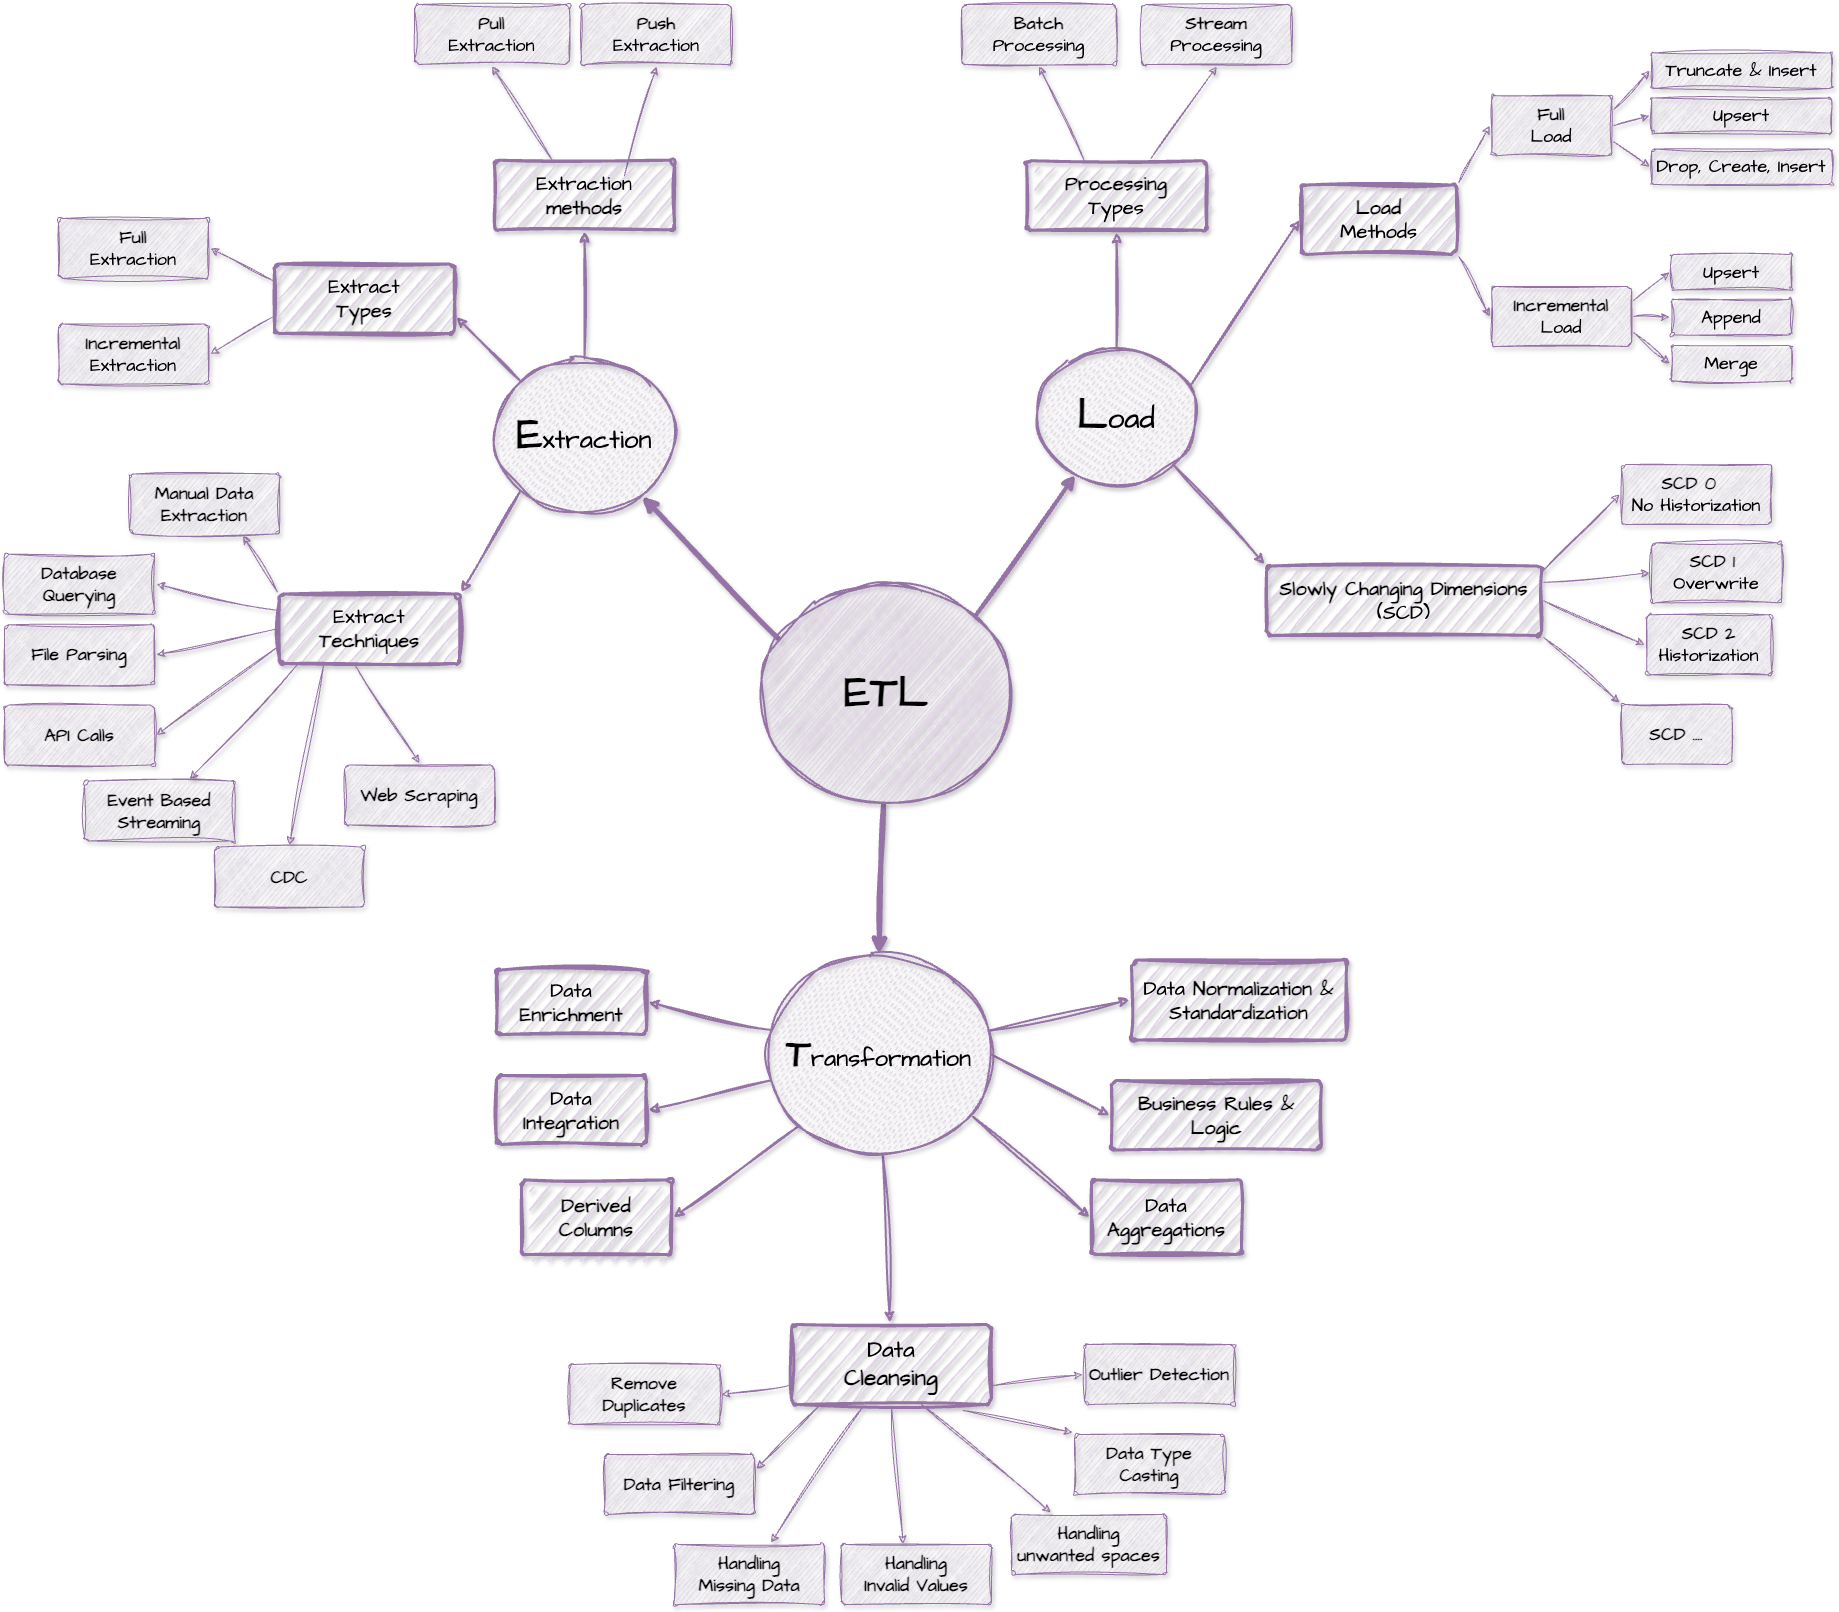 Pull
Extraction
Push
Extraction
Extraction
methods
Full
Extraction
Extract
Types
Incremental
Extraction
Extraction
Manual Data
Extraction
Database
Querying
Extract
Techniques
File Parsing
API Calls
Event Based
Streaming
CDC
Web Scraping
Batch
Processing
Stream
Processing
Processing
Types
Truncate & Insert
Full
Load
Upsert
Drop, Create, Insert
Load
Methods
Upsert
Incremental
Load
Append
Merge
Load
SCD 0
No Historization
SCD 1
Overwrite
Slowly Changing Dimensions
(SCD)
SCD 2
Historization
SCD ....
ETL
Data
Enrichment
Data Normalization &
Standardization
Transformation
Data
Integration
Business Rules &
Logic
Derived
Columns
Data
Aggregations
Data
Cleansing
Remove
Duplicates
Outlier Detection
Data Filtering
Data Type
Casting
Handling
Missing Data
Handling
Invalid Values
Handling
unwanted spaces